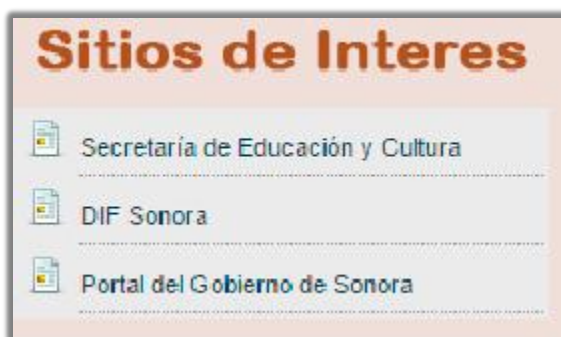 Sitios de Interes
Secretaría de Educación y Cultura
DIF Sonora
Portal del Gobierno de Sonora